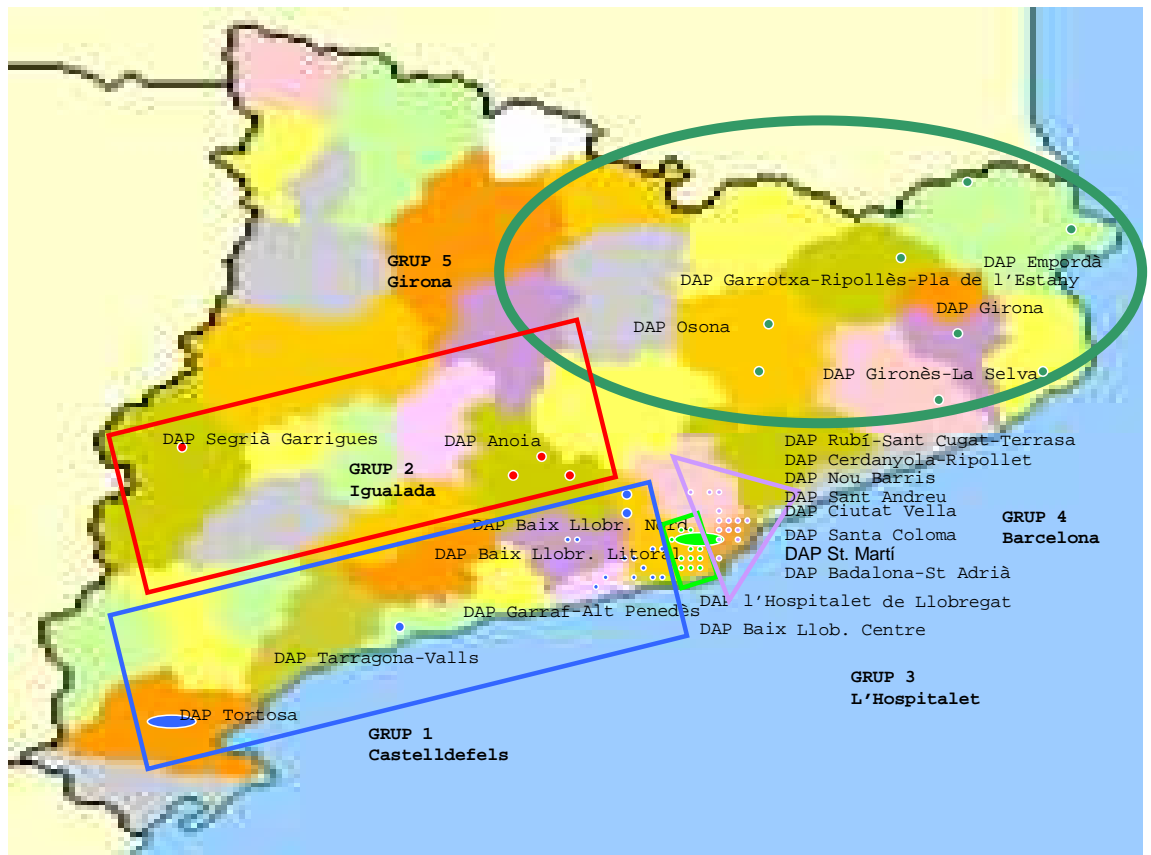 GRUP 5
Girona
DAP Empordà
DAP Garrotxa-Ripollès-Pla de l'Estany
DAP Girona
DAP Osona
DAP Gironès-La Selva
DAP Segrià Garrigues
DAP Anoia
GRUP 2
Igualada
DAP Rubí-Sant Cugat-Terrasa
DAP Cerdanyola-Ripollet
DAP Nou Barris
DAP Sant Andreu
DAP Ciutat Vella
DAP Santa Coloma
DAP St. Martí
DAP Badalona-St Adrià
GRUP 4
Barcelona
DAP Baix Llobr. Nord
DAP Baix Llobr. Litoral
DAP Garraf-Alt Penedès
DAP l'Hospitalet de Llobregat
DAP Baix Llob. Centre
DAP Tarragona-Valls
GRUP 3
L'Hospitalet
DAP Tortosa
GRUP 1
Castelldefels